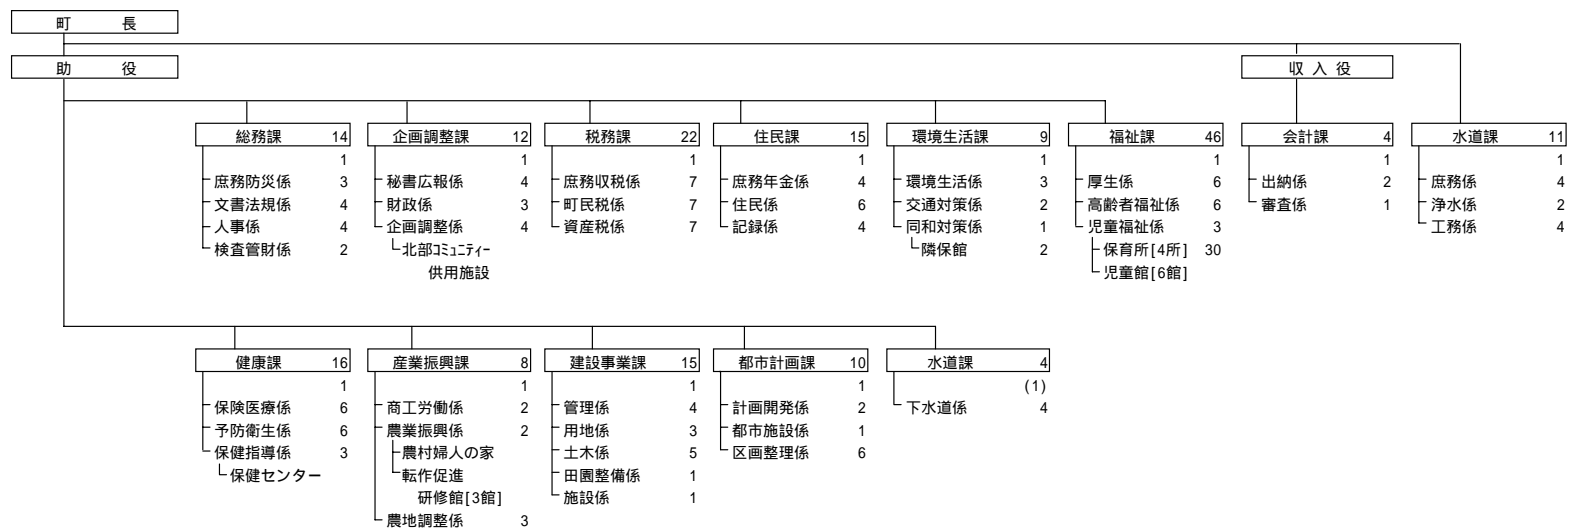 町 長
助 役
収 入 役
総務課 14
1
庶務防災係 3
文書法規係 4
人事係 4
検査管財係 2
企画調整課 12
1
秘書広報係 4
財政係 3
企画調整係 4
北部コミュニティー
供用施設
税務課 22
1
庶務収税係 7
町民税係 7
資産税係 7
住民課 15
1
庶務年金係 4
住民係 6
記録係 4
環境生活課 9
1
環境生活係 3
交通対策係 2
同和対策係 1
隣保館 2
福祉課 46
1
厚生係 6
高齢者福祉係 6
児童福祉係 3
保育所[4所] 30
児童館[6館]
会計課 4
1
出納係 2
審査係 1
水道課 11
1
庶務係 4
浄水係 2
工務係 4
健康課 16
1
保険医療係 6
予防衛生係 6
保健指導係 3
保健センター
産業振興課 8
1
商工労働係 2
農業振興係 2
農村婦人の家
転作促進
研修館[3館]
農地調整係 3
建設事業課 15
1
管理係 4
用地係 3
土木係 5
田園整備係 1
施設係 1
都市計画課 10
1
計画開発係 2
都市施設係 1
区画整理係 6
水道課 4
(1)
下水道係 4